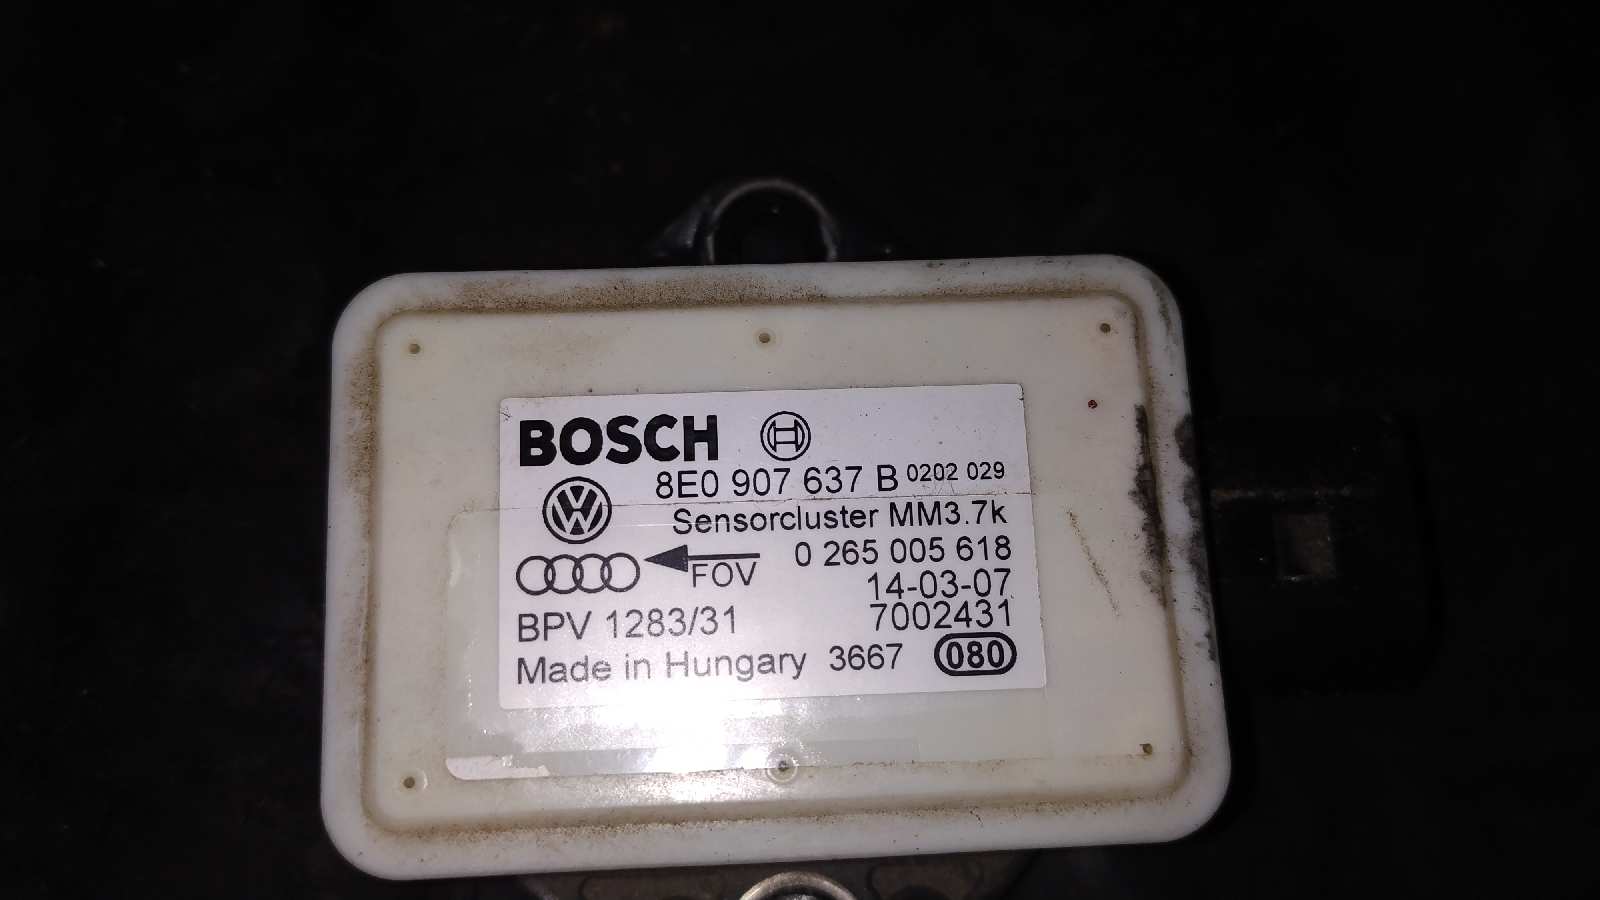 BOSCH
8E0 907 637 B 0202 029
Sensorcluster MM3.7k
0 265 005 618
FOV
14-03-07
BPV 1283/31 7002431
Made in Hungary 3667 080